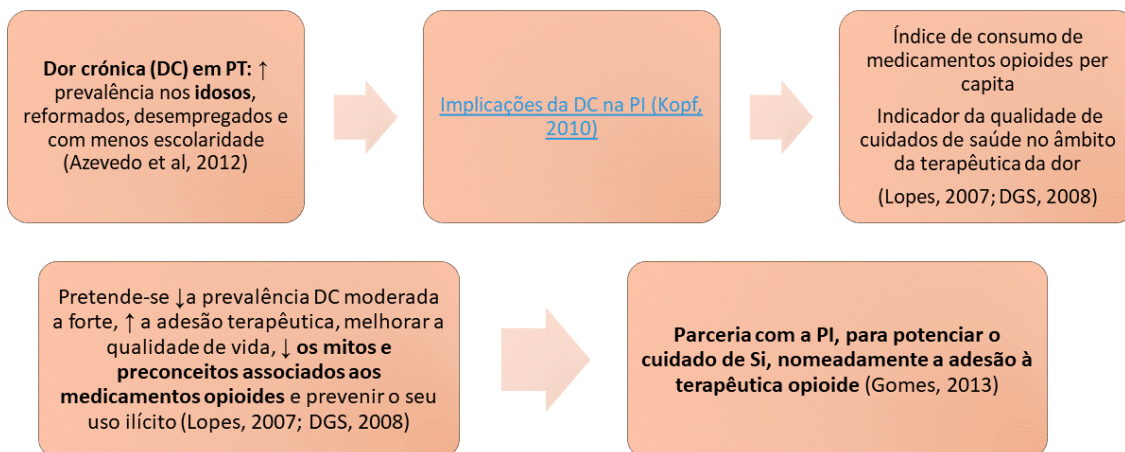 Dor crónica (DC) em PT: ↑
prevalência nos idosos,
reformados, desempregados e
com menos escolaridade
(Azevedo et al, 2012)
Implicações da DC na PI (Kopf,
2010)
Índice de consumo de
medicamentos opioides per
capita
Indicador da qualidade de
cuidados de saúde no âmbito
da terapêutica da dor
(Lopes, 2007; DGS, 2008)
Pretende-se ↓a prevalência DC moderada
a forte, ↑ a adesão terapêutica, melhorar a
qualidade de vida, ↓ os mitos e
preconceitos associados aos
medicamentos opioides e prevenir o seu
uso ilícito (Lopes, 2007; DGS, 2008)
Parceria com a PI, para potenciar o
cuidado de Si, nomeadamente a adesão à
terapêutica opioide (Gomes, 2013)